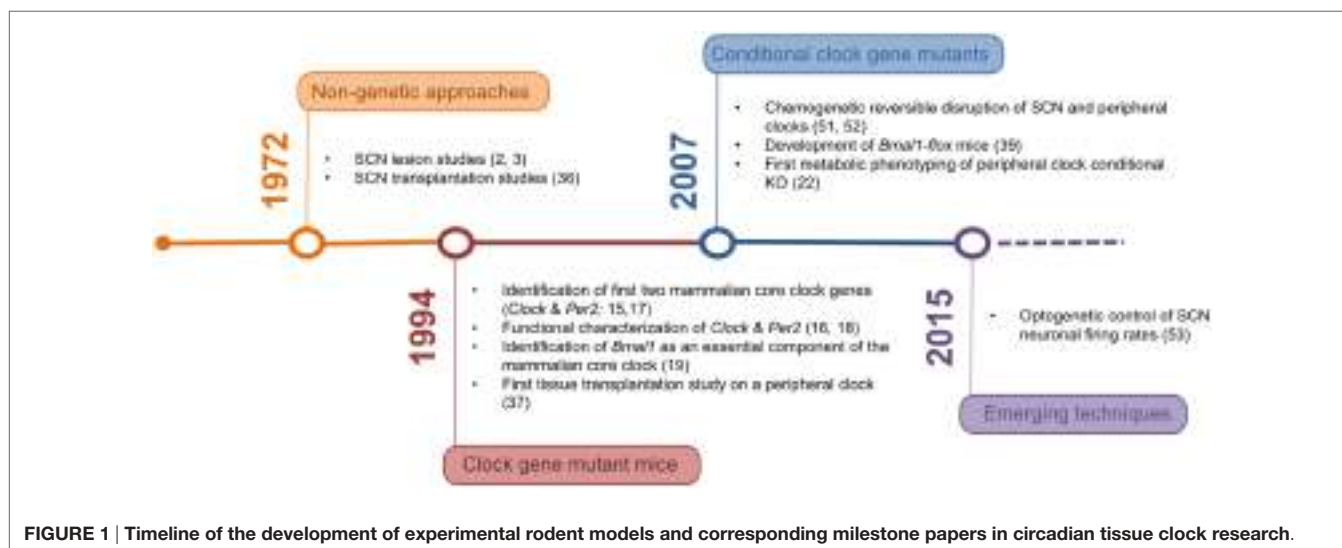 Non-genetic approaches
1972
• SCN lesion studies (2, 3)
• SCN transplantation studies (36)
1994
• Identification of first two mammalian core clock genes
(Clock & Per2; 15,17)
• Functional characterization of Clock & Per2 (16, 18)
• Identification of Bmal1 as an essential component of the
mammalian core clock (19)
• First tissue transplantation study on a peripheral clock
(37)
Clock gene mutant mice
Conditional clock gene mutants
2007
• Chemogenetic reversible disruption of SCN and peripheral
clocks (51, 52)
• Development of Bmal1-flox mice (39)
• First metabolic phenotyping of peripheral clock conditional
KO (22)
2015
• Optogenetic control of SCN
neuronal firing rates (53)
Emerging techniques
FIGURE 1 | Timeline of the development of experimental rodent models and corresponding milestone papers in circadian tissue clock research.